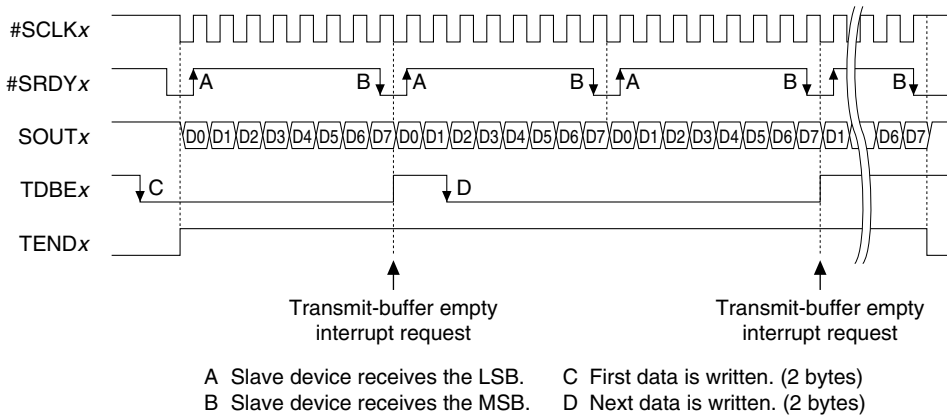 #SCLKx
#SRDYx A B A B A B B
SOUTx D0 D1 D2 D3 D4 D5 D6 D7 D0 D1 D2 D3 D4 D5 D6 D7 D0 D1 D2 D3 D4 D5 D6 D7 D1 D6 D7
TDBEx C D
TENDx
Transmit-buffer empty Transmit-buffer empty
interrupt request interrupt request
A Slave device receives the LSB. C First data is written. (2 bytes)
B Slave device receives the MSB. D Next data is written. (2 bytes)